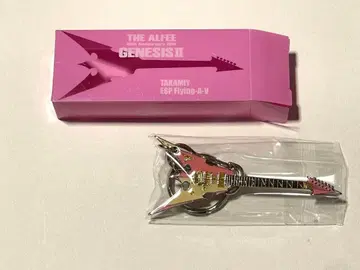 THE ALFEE
GENESIS II
TAKAMIY
ESP Flying-A-V